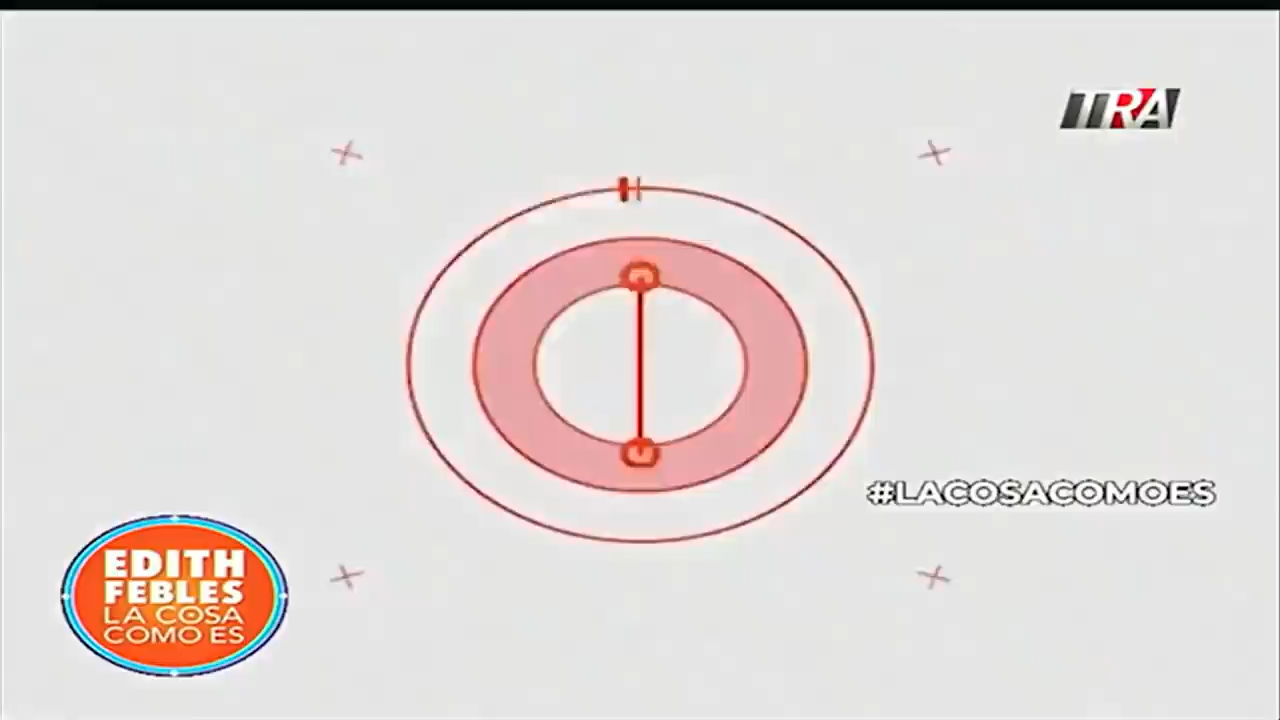 TRA
#LACOSACOMOES
EDITH
FEBLES
LA COSA
COMO ES